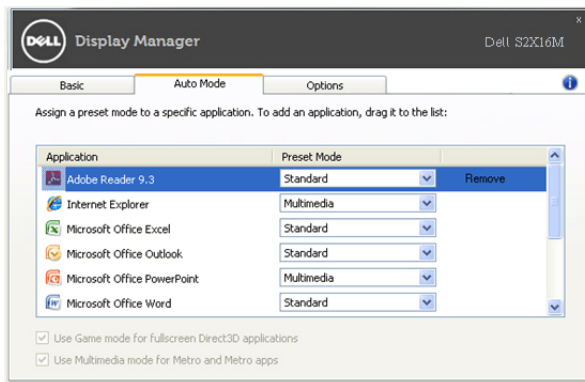 DELL Display Manager Dell S2X16M
Basic Auto Mode Options
Assign a preset mode to a specific application. To add an application, drag it to the list:
Application Preset Mode
Adobe Reader 9.3 Standard Remove
Internet Explorer Multimedia
Microsoft Office Excel Standard
Microsoft Office Outlook Standard
Microsoft Office PowerPoint Multimedia
Microsoft Office Word Standard
Use Game mode for fullscreen Direct3D applications
Use Multimedia mode for Metro and Metro apps